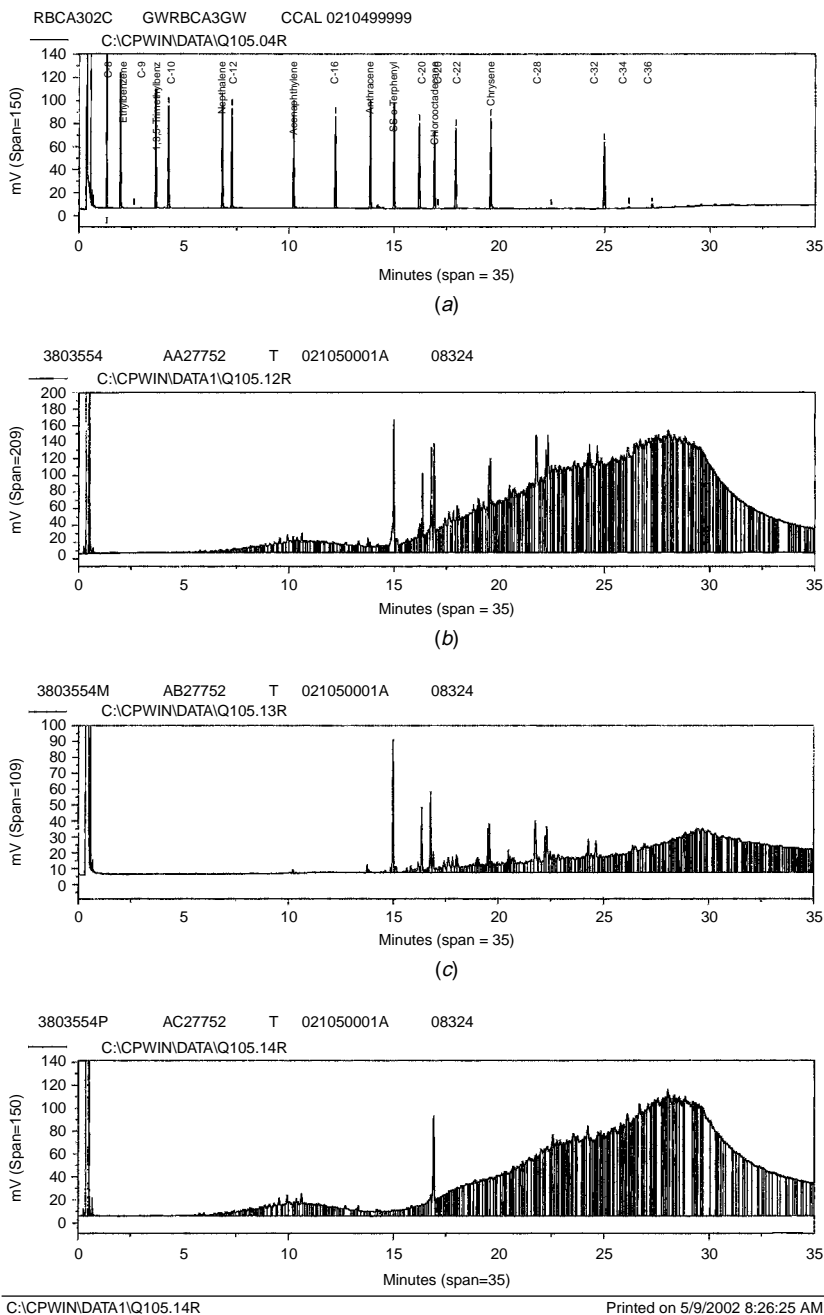 RBCA302C GWRBCA3GW CCAL 0210499999
C:\CPWIN\DATA\Q105.04R
mV (Span=150)
140
120
100
80
60
40
20
0
C-8
Ethylbenzene
C-9
1,3,5-Trimethylbenz
C-10
Napthalene
C-12
Acenaphthylene
C-16
Anthracene
SS o-Terphenyl
C-20
Chlorooctadecane
C-22
Chrysene
C-28
C-32
C-34
C-36
0 5 10 15 20 25 30 35
Minutes (span = 35)
(a)
3803554 AA27752 T 021050001A 08324
C:\CPWIN\DATA1\Q105.12R
mV (Span=209)
200
180
160
140
120
100
80
60
40
20
0
0 5 10 15 20 25 30 35
Minutes (span = 35)
(b)
3803554M AB27752 T 021050001A 08324
C:\CPWIN\DATA\Q105.13R
mV (Span=109)
100
90
80
70
60
50
40
30
20
10
0
0 5 10 15 20 25 30 35
Minutes (span = 35)
(c)
3803554P AC27752 T 021050001A 08324
C:\CPWIN\DATA\Q105.14R
mV (Span=150)
140
120
100
80
60
40
20
0
0 5 10 15 20 25 30 35
Minutes (span=35)
C:\CPWIN\DATA1\Q105.14R Printed on 5/9/2002 8:26:25 AM